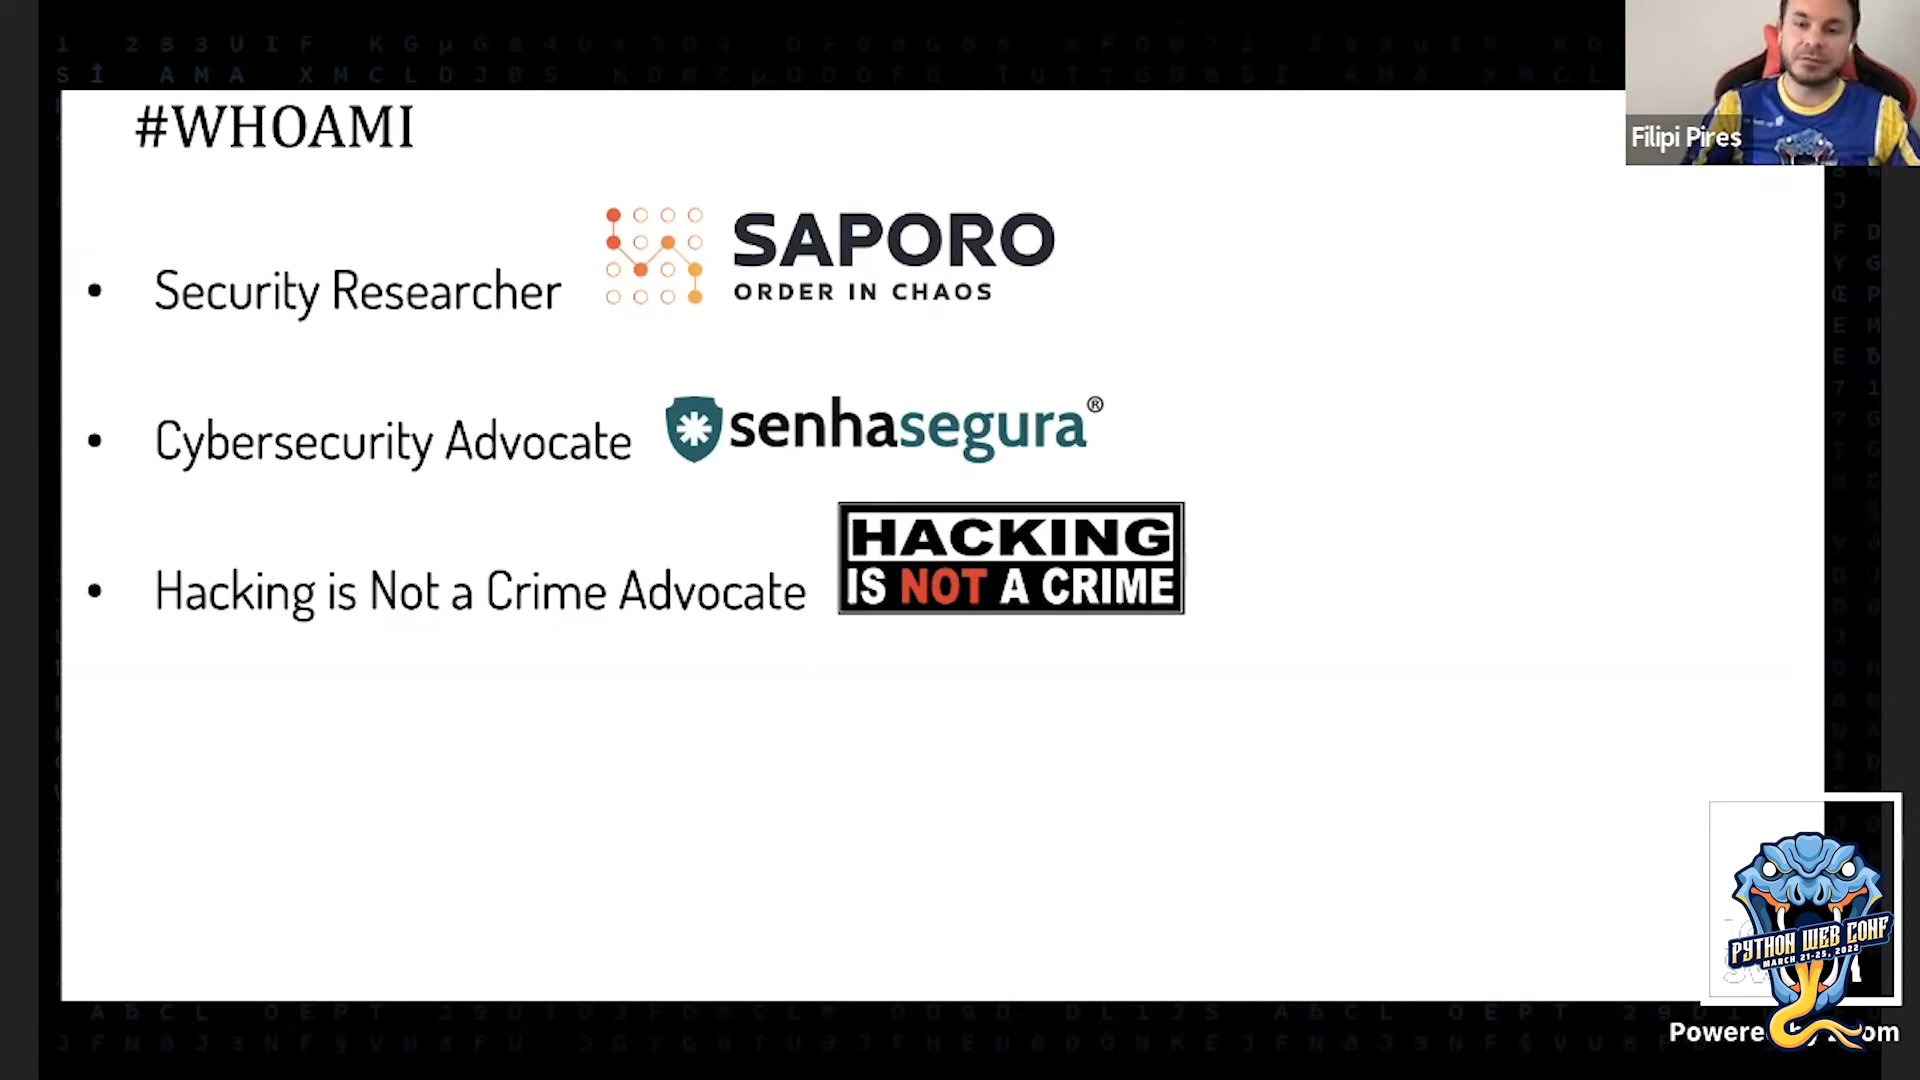 #WHOAMI
Filipi Pires
SAPORO
ORDER IN CHAOS
• Security Researcher
• Cybersecurity Advocate
senhasegura®
HACKING
IS NOT A CRIME
• Hacking is Not a Crime Advocate
PYTHON WEB CONF
MARCH 21-25, 2022